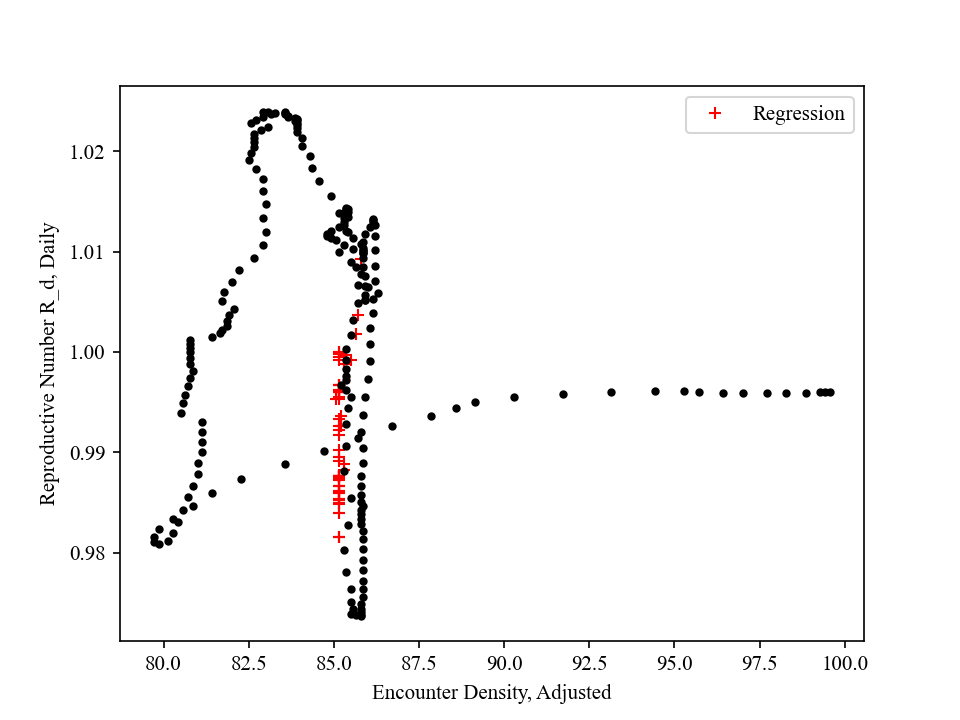 Regression
1.02
1.01
1.00
0.99
0.98
Reproductive Number R_d, Daily
80.0 82.5 85.0 87.5 90.0 92.5 95.0 97.5 100.0
Encounter Density, Adjusted